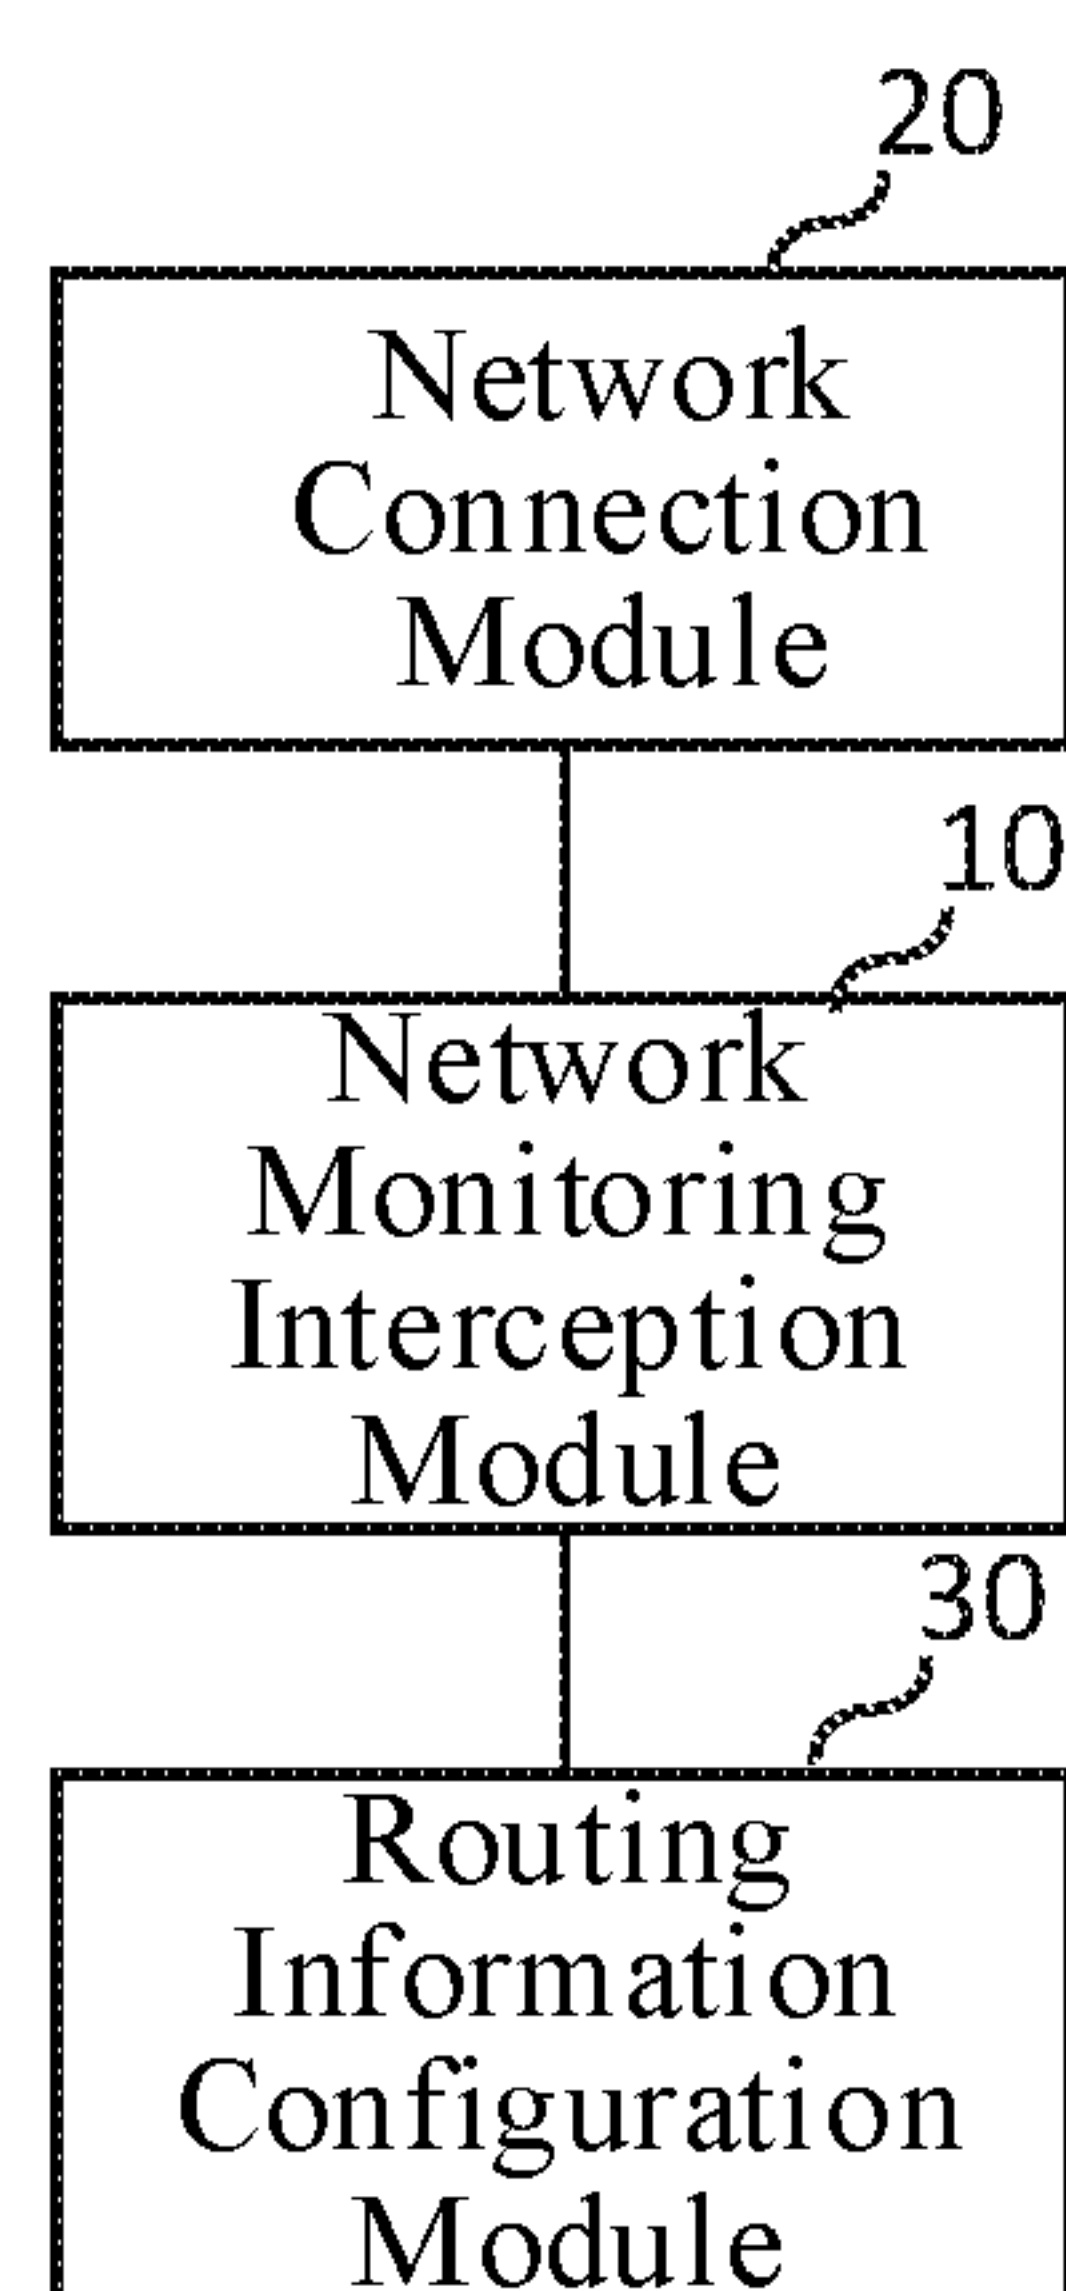 20
Network
Connection
Module
10
Network
Monitoring
Interception
Module
30
Routing
Information
Configuration
Module